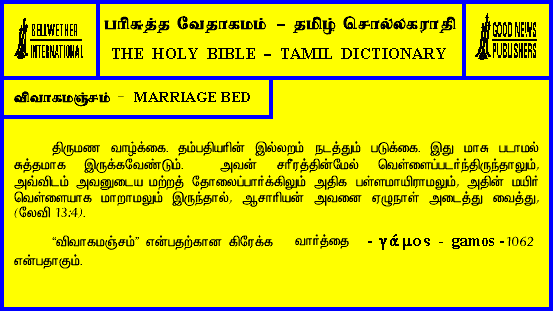 BELLWETHER
INTERNATIONAL
பரிசுத்த வேதாகமம் - தமிழ் சொல்லகராதி
THE HOLY BIBLE - TAMIL DICTIONARY
GOOD NEWS
PUBLISHERS
விவாகமஞ்சம் - MARRIAGE BED
திருமண வாழ்க்கை. தம்பதியரின் இல்லறம் நடத்தும் படுக்கை. இது மாசு படாமல்
சுத்தமாக இருக்கவேண்டும். அவன் சரீரத்தின்மேல் வெள்ளைப்படர்ந்திருந்தாலும்,
அவ்விடம் அவனுடைய மற்றத் தோலைப்பார்க்கிலும் அதிக பள்ளமாயிராமலும், அதின் மயிர்
வெள்ளையாக மாறாமலும் இருந்தால், ஆசாரியன் அவனை ஏழுநாள் அடைத்து வைத்து,
(லேவி 13:4).
“விவாகமஞ்சம்” என்பதற்கான கிரேக்க வார்த்தை - γάμος - gamos -1062
என்பதாகும்.